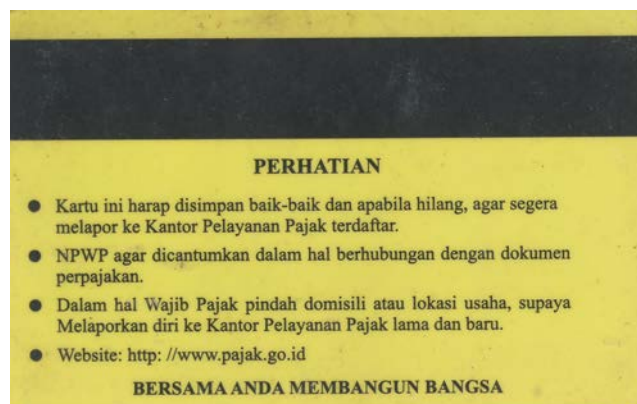 PERHATIAN
● Kartu ini harap disimpan baik-baik dan apabila hilang, agar segera
melapor ke Kantor Pelayanan Pajak terdaftar.
● NPWP agar dicantumkan dalam hal berhubungan dengan dokumen
perpajakan.
● Dalam hal Wajib Pajak pindah domisili atau lokasi usaha, supaya
Melaporkan diri ke Kantor Pelayanan Pajak lama dan baru.
● Website: http: //www.pajak.go.id
BERSAMA ANDA MEMBANGUN BANGSA